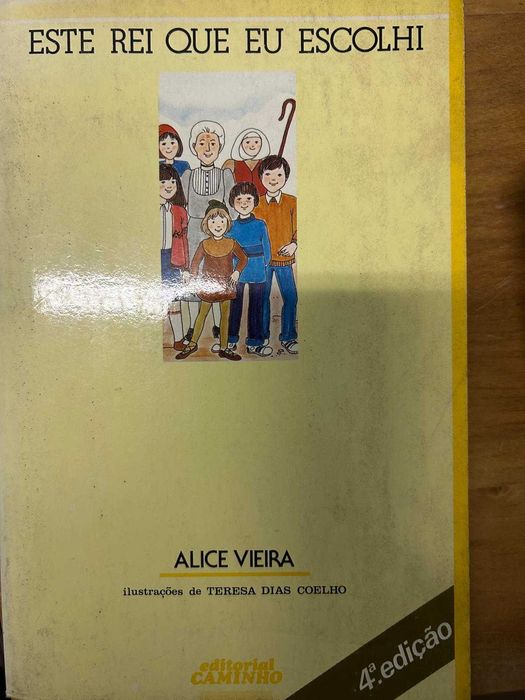 ESTE REI QUE EU ESCOLHI
ALICE VIEIRA
ilustrações de TERESA DIAS COELHO
editorial
CAMINHO
4ª. edição